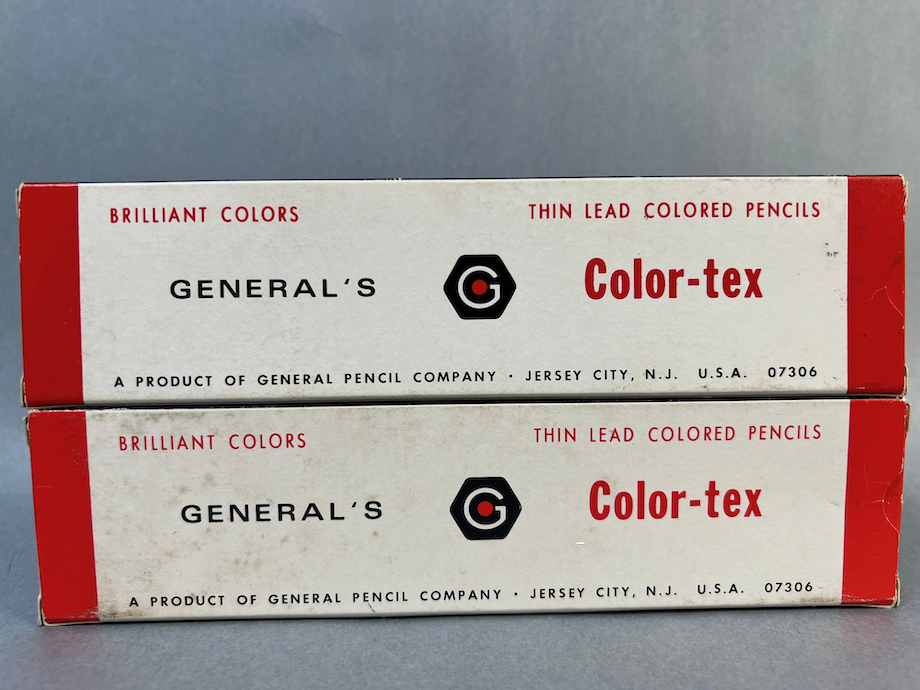 BRILLIANT COLORS THIN LEAD COLORED PENCILS
GENERAL'S G Color-tex
A PRODUCT OF GENERAL PENCIL COMPANY · JERSEY CITY, N.J. U.S.A. 07306
BRILLIANT COLORS THIN LEAD COLORED PENCILS
GENERAL'S G Color-tex
A PRODUCT OF GENERAL PENCIL COMPANY · JERSEY CITY, N.J. U.S.A. 07306